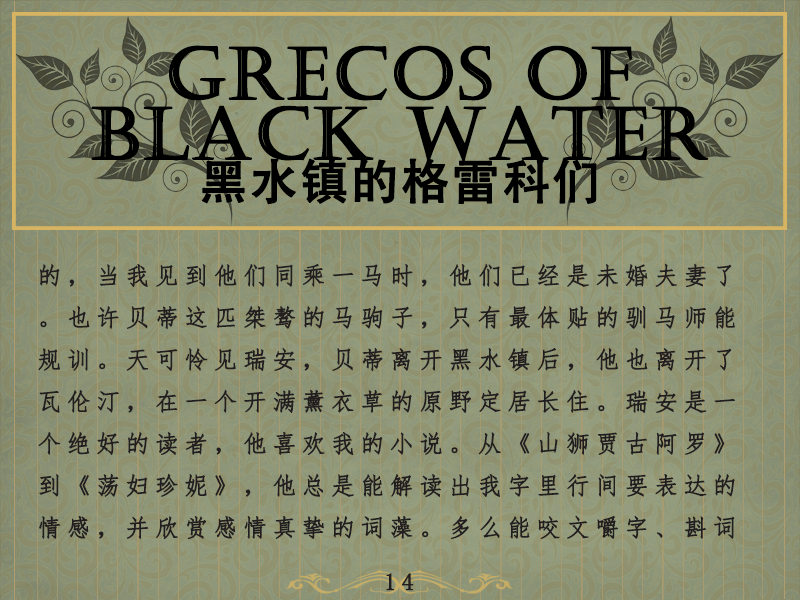 GRECOS OF
BLACK WATER
黑水镇的格雷科们
的，当我见到他们同乘一马时，他们已经是未婚夫妻了
。也许贝蒂这匹桀骜的马驹子，只有最体贴的驯马师能
规训。天可怜见瑞安，贝蒂离开黑水镇后，他也离开了
瓦伦汀，在一个开满薰衣草的原野定居长住。瑞安是一
个绝好的读者，他喜欢我的小说。从《山狮贾古阿罗》
到《荡妇珍妮》，他总是能解读出我字里行间要表达的
情感，并欣赏感情真挚的词藻。多么能咬文嚼字、斟词
14